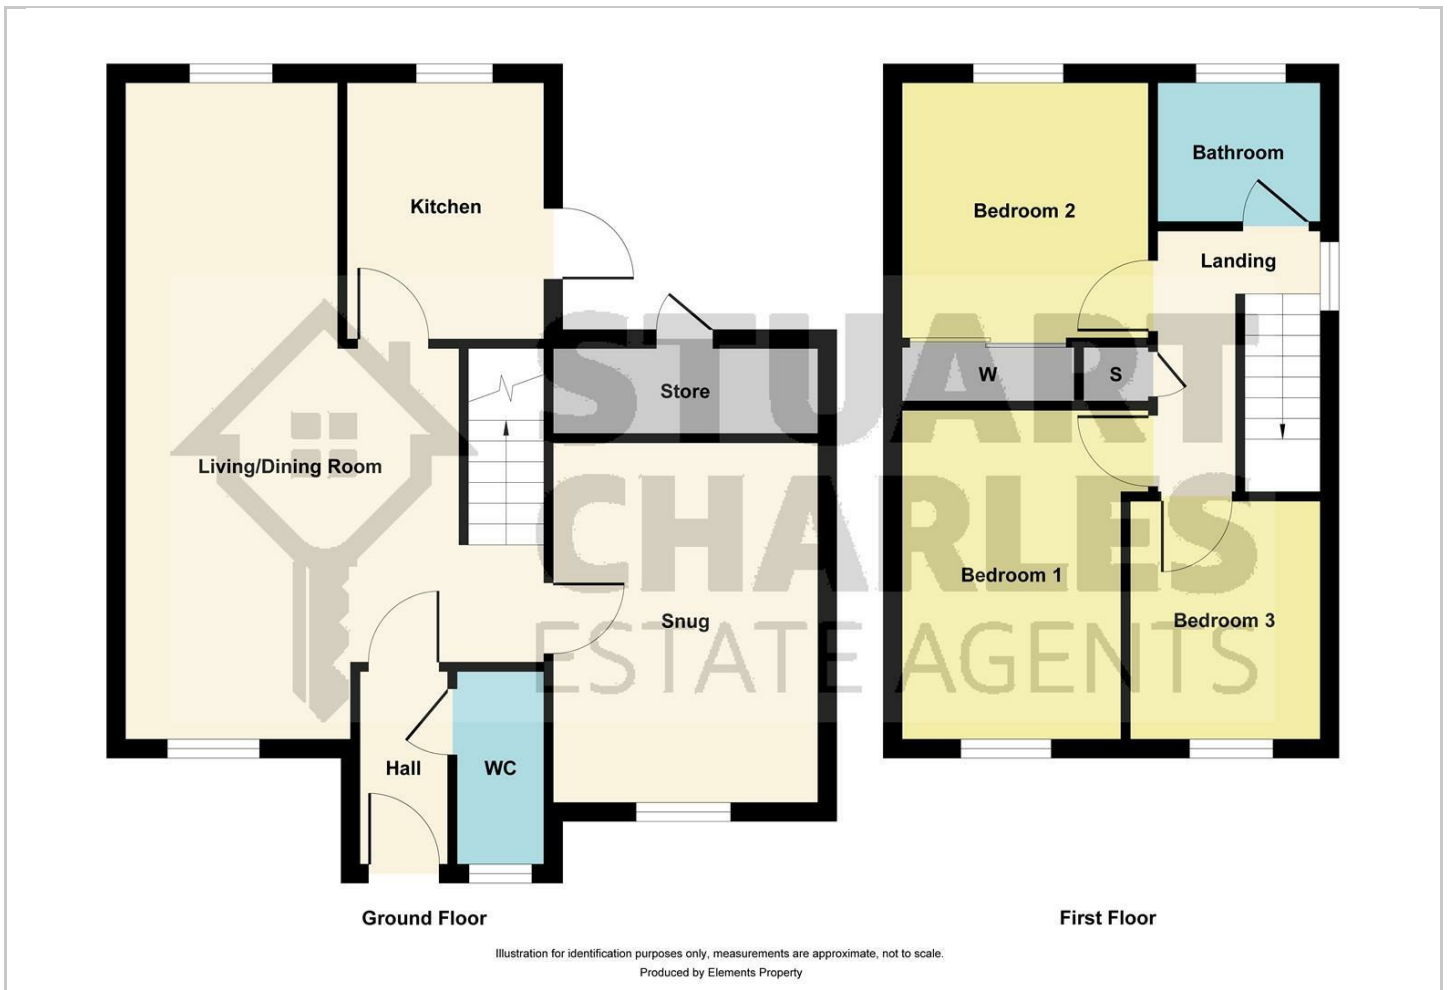 Kitchen
Bedroom 2
Bathroom
Landing
Store
W
S
Living/Dining Room
STUART
CHARLES
ESTATE AGENTS
Snug
Bedroom 1
Bedroom 3
Hall
WC
Ground Floor
First Floor
Illustration for identification purposes only, measurements are approximate, not to scale.
Produced by Elements Property